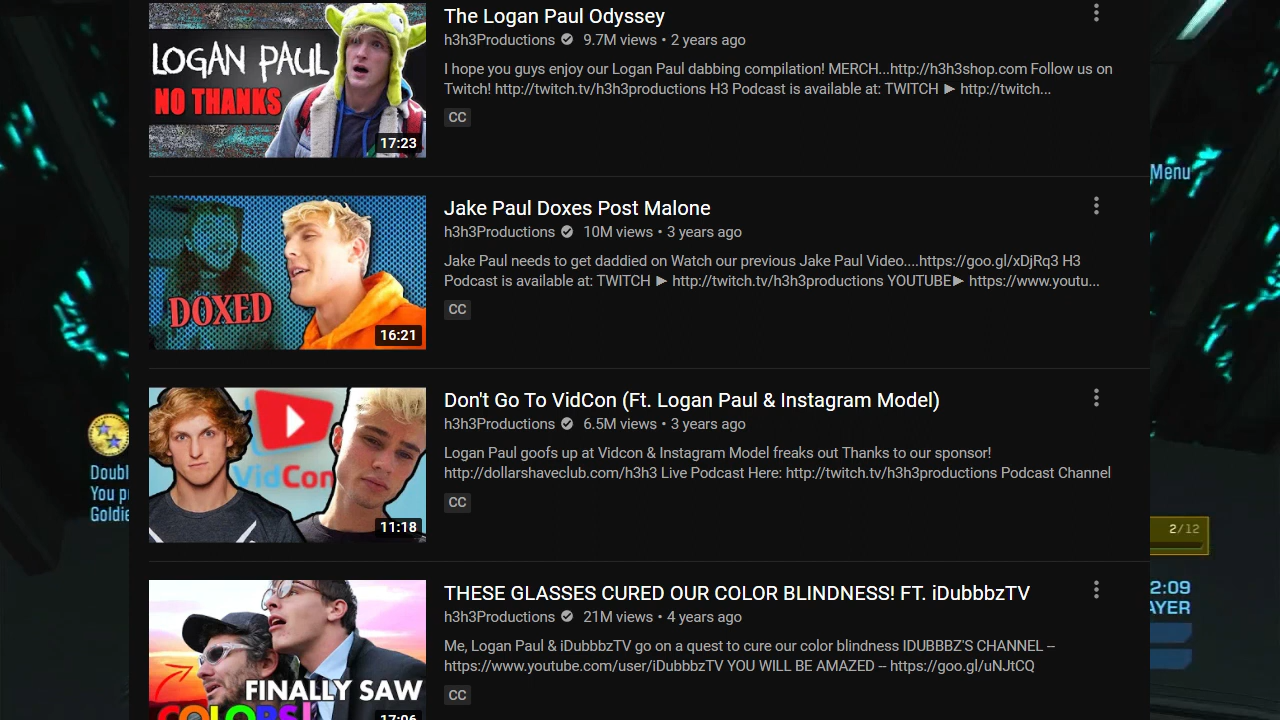 LOGAN PAUL
NO THANKS
17:23
The Logan Paul Odyssey
h3h3Productions 9.7M views • 2 years ago
I hope you guys enjoy our Logan Paul dabbing compilation! MERCH...http://h3h3shop.com Follow us on
Twitch! http://twitch.tv/h3h3productions H3 Podcast is available at: TWITCH ► http://twitch...
CC
Menu
DOXED
16:21
Jake Paul Doxes Post Malone
h3h3Productions 10M views • 3 years ago
Jake Paul needs to get daddied on Watch our previous Jake Paul Video....https://goo.gl/xDjRq3 H3
Podcast is available at: TWITCH ► http://twitch.tv/h3h3productions YOUTUBE► https://www.youtu...
CC
VidCon
11:18
Don't Go To VidCon (Ft. Logan Paul & Instagram Model)
h3h3Productions 6.5M views • 3 years ago
Logan Paul goofs up at Vidcon & Instagram Model freaks out Thanks to our sponsor!
http://dollarshaveclub.com/h3h3 Live Podcast Here: http://twitch.tv/h3h3productions Podcast Channel
CC
Doubl
You p
Goldie
2/12
2:09
AYER
FINALLY SAW
COLORS!
17:06
THESE GLASSES CURED OUR COLOR BLINDNESS! FT. iDubbbzTV
h3h3Productions 21M views • 4 years ago
Me, Logan Paul & iDubbbzTV go on a quest to cure our color blindness IDUBBBZ'S CHANNEL --
https://www.youtube.com/user/iDubbbzTV YOU WILL BE AMAZED -- https://goo.gl/uNJtCQ
CC